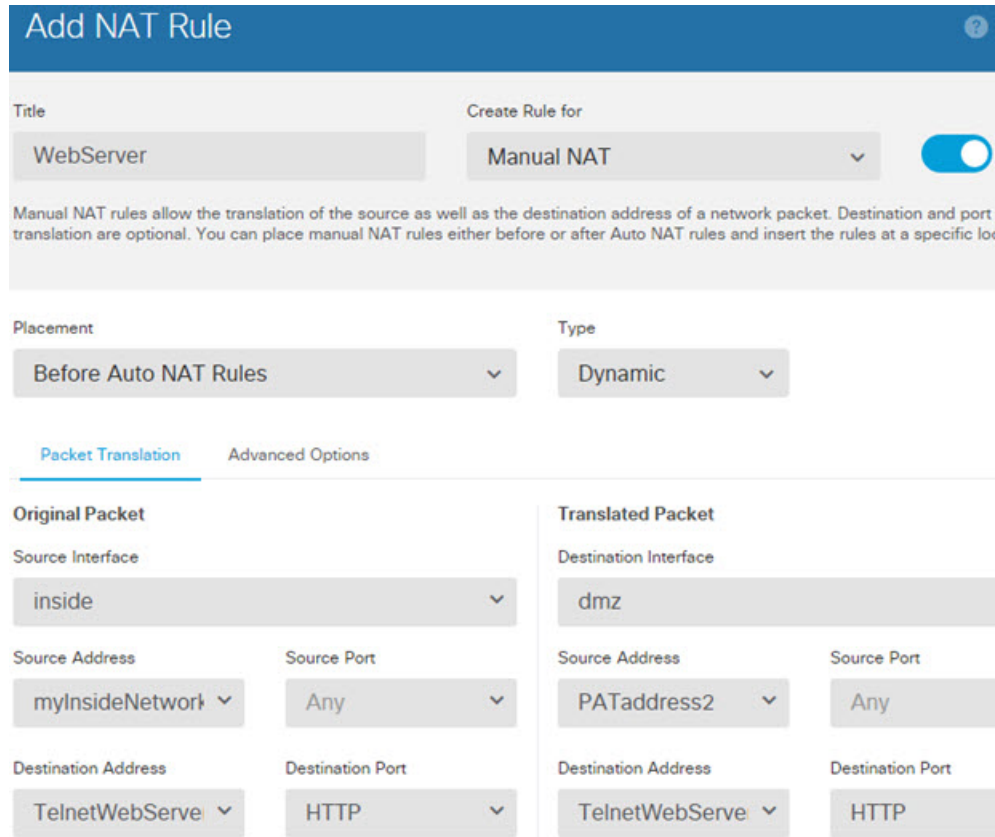 Add NAT Rule
Title
Create Rule for
WebServer
Manual NAT
Manual NAT rules allow the translation of the source as well as the destination address of a network packet. Destination and port
translation are optional. You can place manual NAT rules either before or after Auto NAT rules and insert the rules at a specific loc
Placement
Type
Before Auto NAT Rules
Dynamic
Packet Translation
Advanced Options
Original Packet
Translated Packet
Source Interface
Destination Interface
inside
dmz
Source Address
Source Port
Source Address
Source Port
myInsideNetwork
Any
PATaddress2
Any
Destination Address
Destination Port
Destination Address
Destination Port
TelnetWebServe
HTTP
TelnetWebServe
HTTP